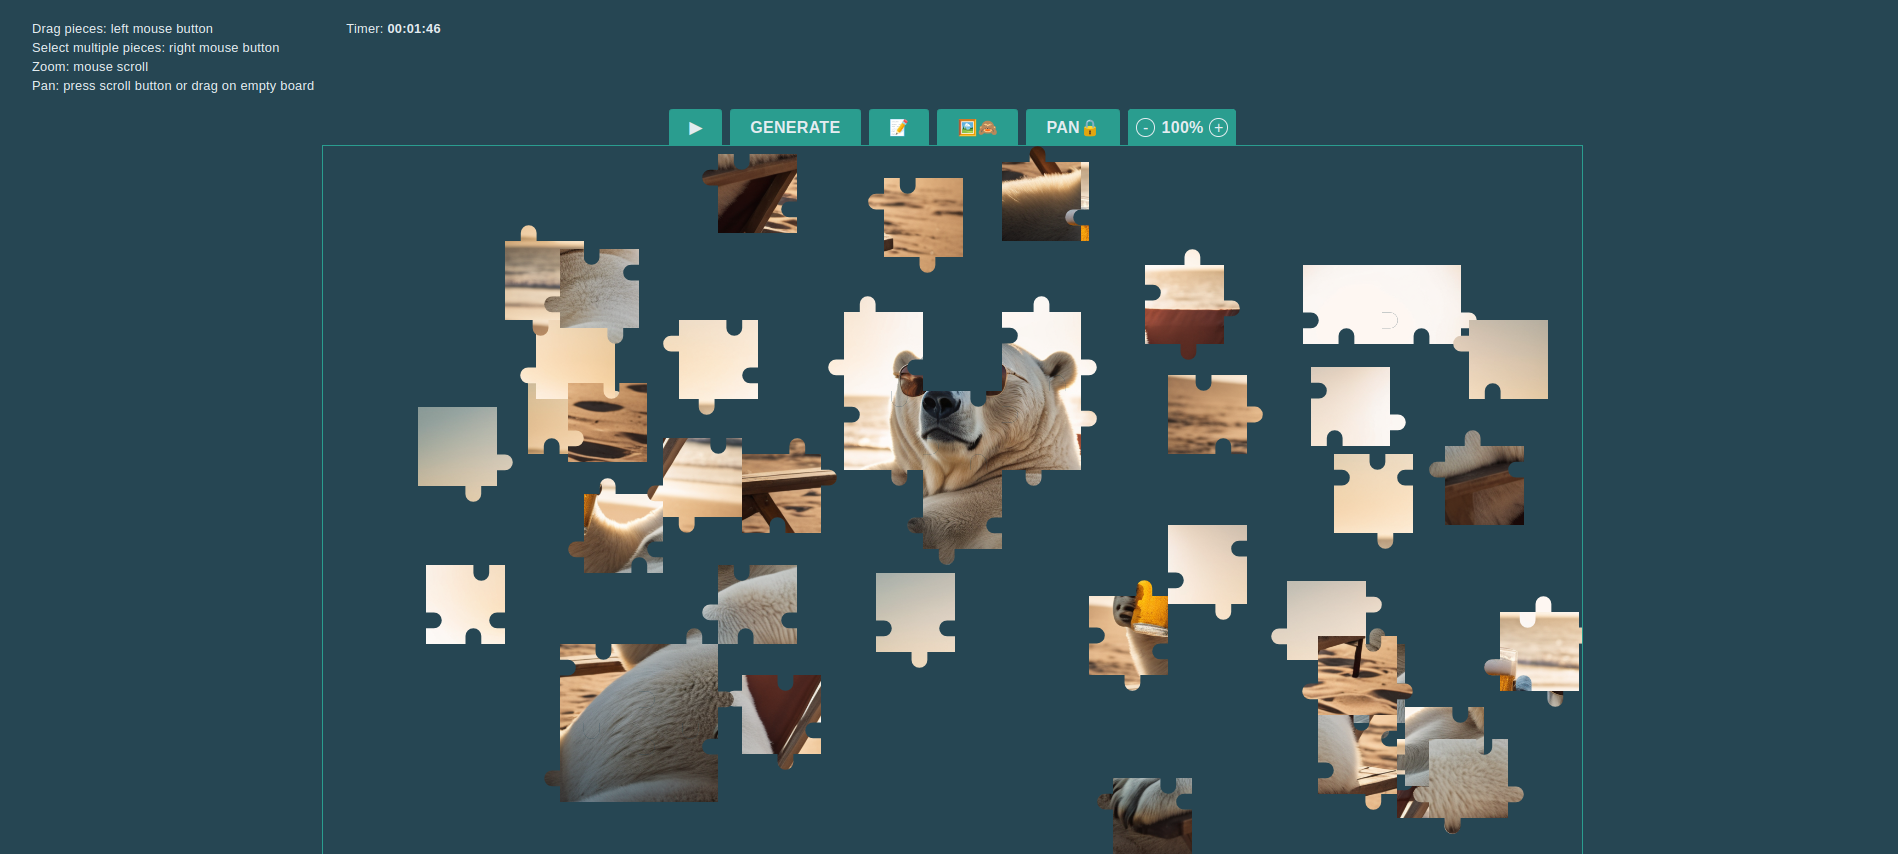 Drag pieces: left mouse button
Select multiple pieces: right mouse button
Zoom: mouse scroll
Pan: press scroll button or drag on empty board
Timer: 00:01:46
GENERATE
PAN
- 100% +